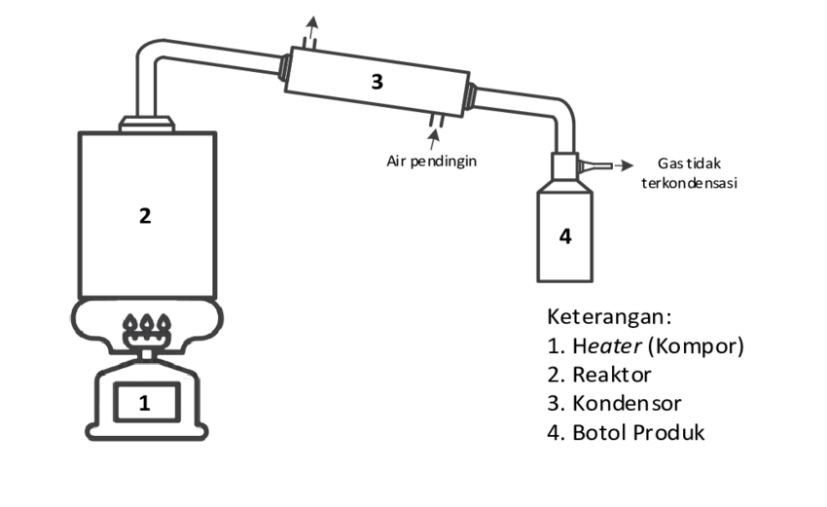 3
Air pendingin
Gas tidak
terkondensasi
2
4
1
Keterangan:
1. Heater (Kompor)
2. Reaktor
3. Kondensor
4. Botol Produk